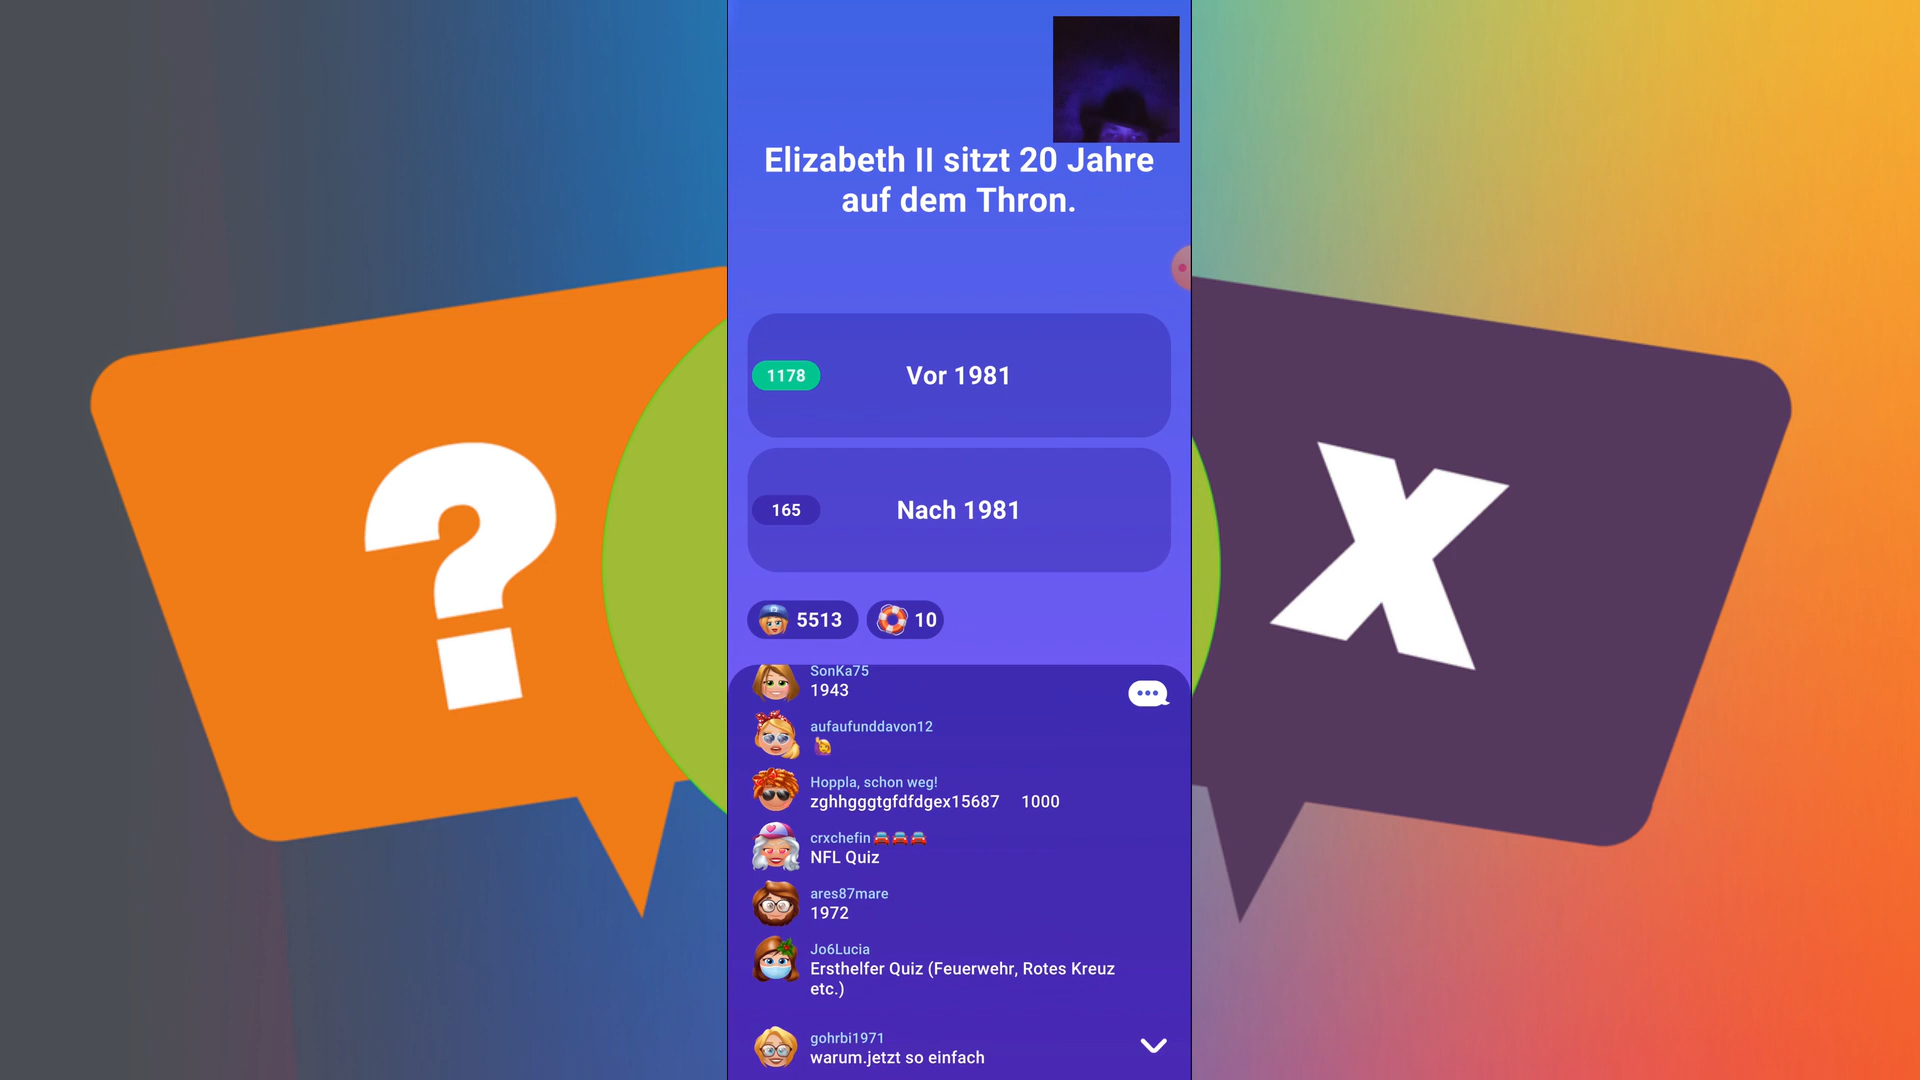 Elizabeth II sitzt 20 Jahre
auf dem Thron.
1178
Vor 1981
165
Nach 1981
5513
10
SonKa75
1943
aufaufunddavon12
Hoppla, schon weg!
zghhgggtgfdfdgex15687 1000
crxchefin
NFL Quiz
ares87mare
1972
Jo6Lucia
Ersthelfer Quiz (Feuerwehr, Rotes Kreuz
etc.)
gohrbi1971
warum.jetzt so einfach
?
X